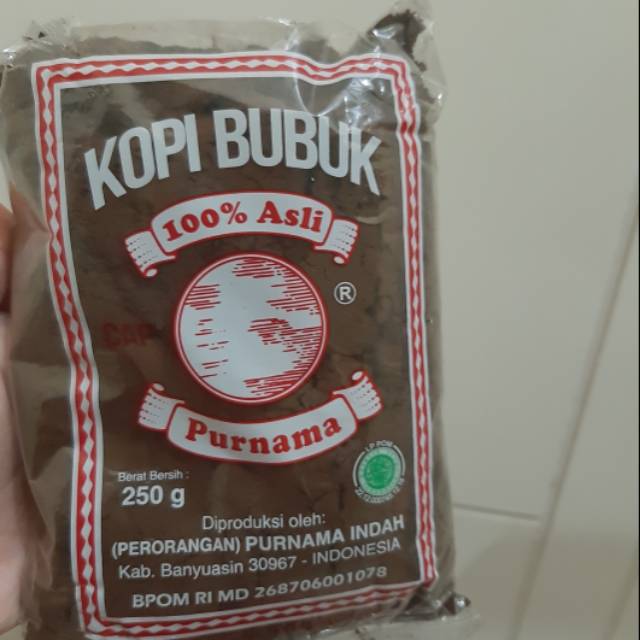 KOPI BUBUK
100% Asli
®
CAP
Purnama
Berat Bersih :
250 g
Diproduksi oleh:
(PERORANGAN) PURNAMA INDAH
Kab. Banyuasin 30967 - INDONESIA
BPOM RI MD 268706001078